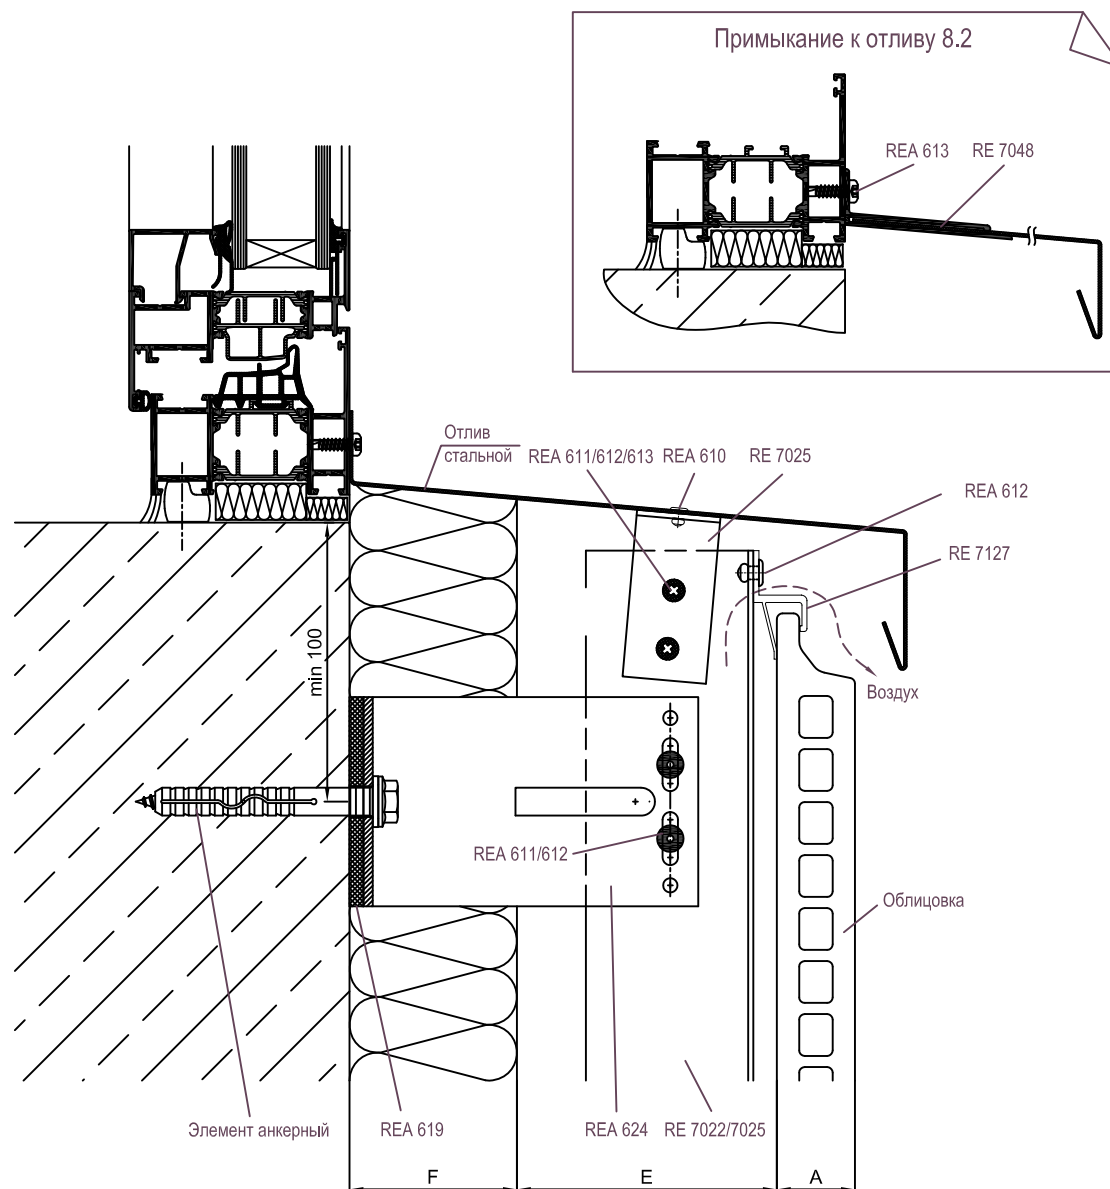 Примыкание к отливу 8.2
REA 613
RE 7048
Отлив
стальной
REA 611/612/613
REA 610
RE 7025
REA 612
RE 7127
min 100
Воздух
REA 611/612
Облицовка
Элемент анкерный
REA 619
REA 624
RE 7022/7025
F
E
A